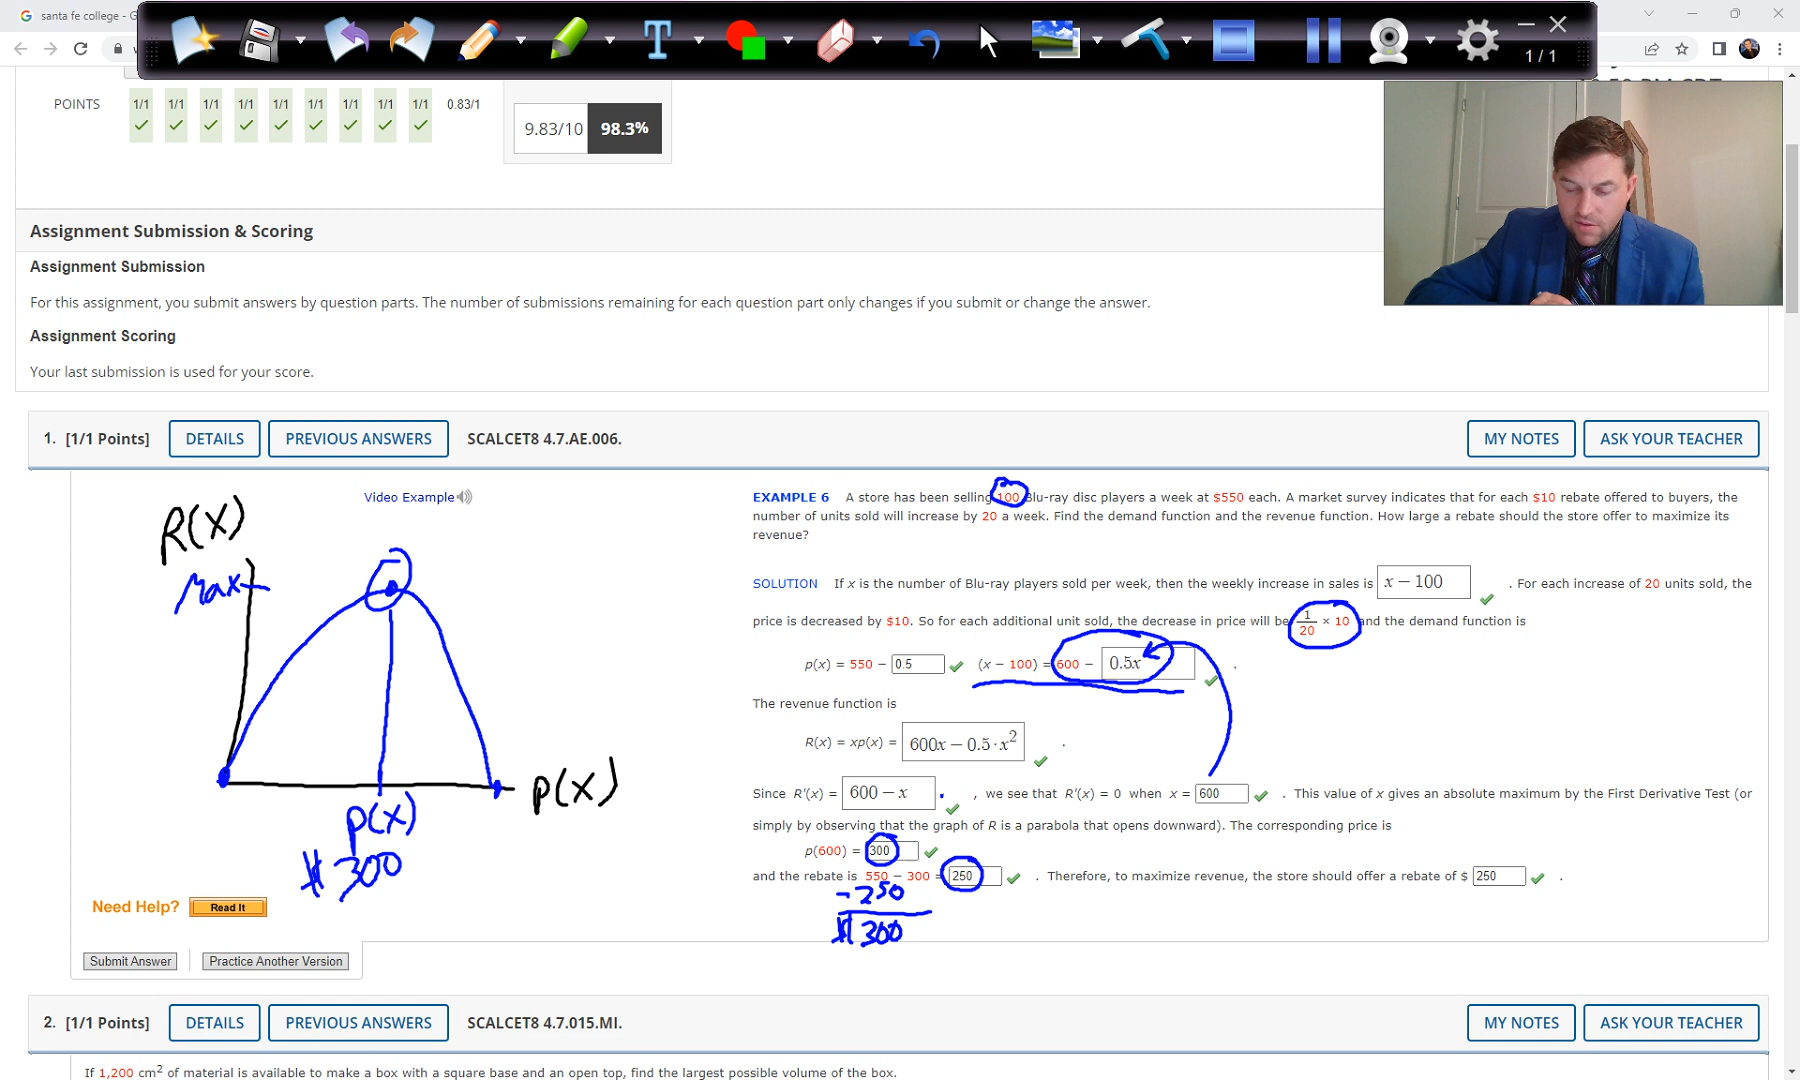 santa fe college - G
1 / 1
POINTS 1/1 1/1 1/1 1/1 1/1 1/1 1/1 1/1 1/1 0.83/1
9.83/10 98.3%
Assignment Submission & Scoring
Assignment Submission
For this assignment, you submit answers by question parts. The number of submissions remaining for each question part only changes if you submit or change the answer.
Assignment Scoring
Your last submission is used for your score.
1. [1/1 Points] DETAILS PREVIOUS ANSWERS SCALCET8 4.7.AE.006. MY NOTES ASK YOUR TEACHER
Video Example
R(x)
Max
P(x)
P(x)
$ 300
EXAMPLE 6 A store has been selling 100 Blu-ray disc players a week at $550 each. A market survey indicates that for each $10 rebate offered to buyers, the
number of units sold will increase by 20 a week. Find the demand function and the revenue function. How large a rebate should the store offer to maximize its
revenue?
SOLUTION If x is the number of Blu-ray players sold per week, then the weekly increase in sales is x − 100 . For each increase of 20 units sold, the
price is decreased by $10. So for each additional unit sold, the decrease in price will be 1/20 × 10 and the demand function is
p(x) = 550 − 0.5 (x − 100) = 600 − 0.5x .
The revenue function is
R(x) = xp(x) = 600x − 0.5·x² .
Since R'(x) = 600 − x , we see that R'(x) = 0 when x = 600 . This value of x gives an absolute maximum by the First Derivative Test (or
simply by observing that the graph of R is a parabola that opens downward). The corresponding price is
p(600) = 300
and the rebate is 550 − 300 = 250 . Therefore, to maximize revenue, the store should offer a rebate of $ 250 .
-250
$300
Need Help? Read It
Submit Answer Practice Another Version
2. [1/1 Points] DETAILS PREVIOUS ANSWERS SCALCET8 4.7.015.MI. MY NOTES ASK YOUR TEACHER
If 1,200 cm² of material is available to make a box with a square base and an open top, find the largest possible volume of the box.